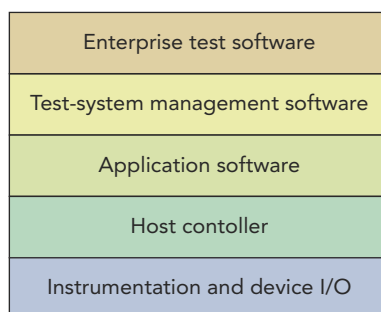 Enterprise test software
Test-system management software
Application software
Host contoller
Instrumentation and device I/O